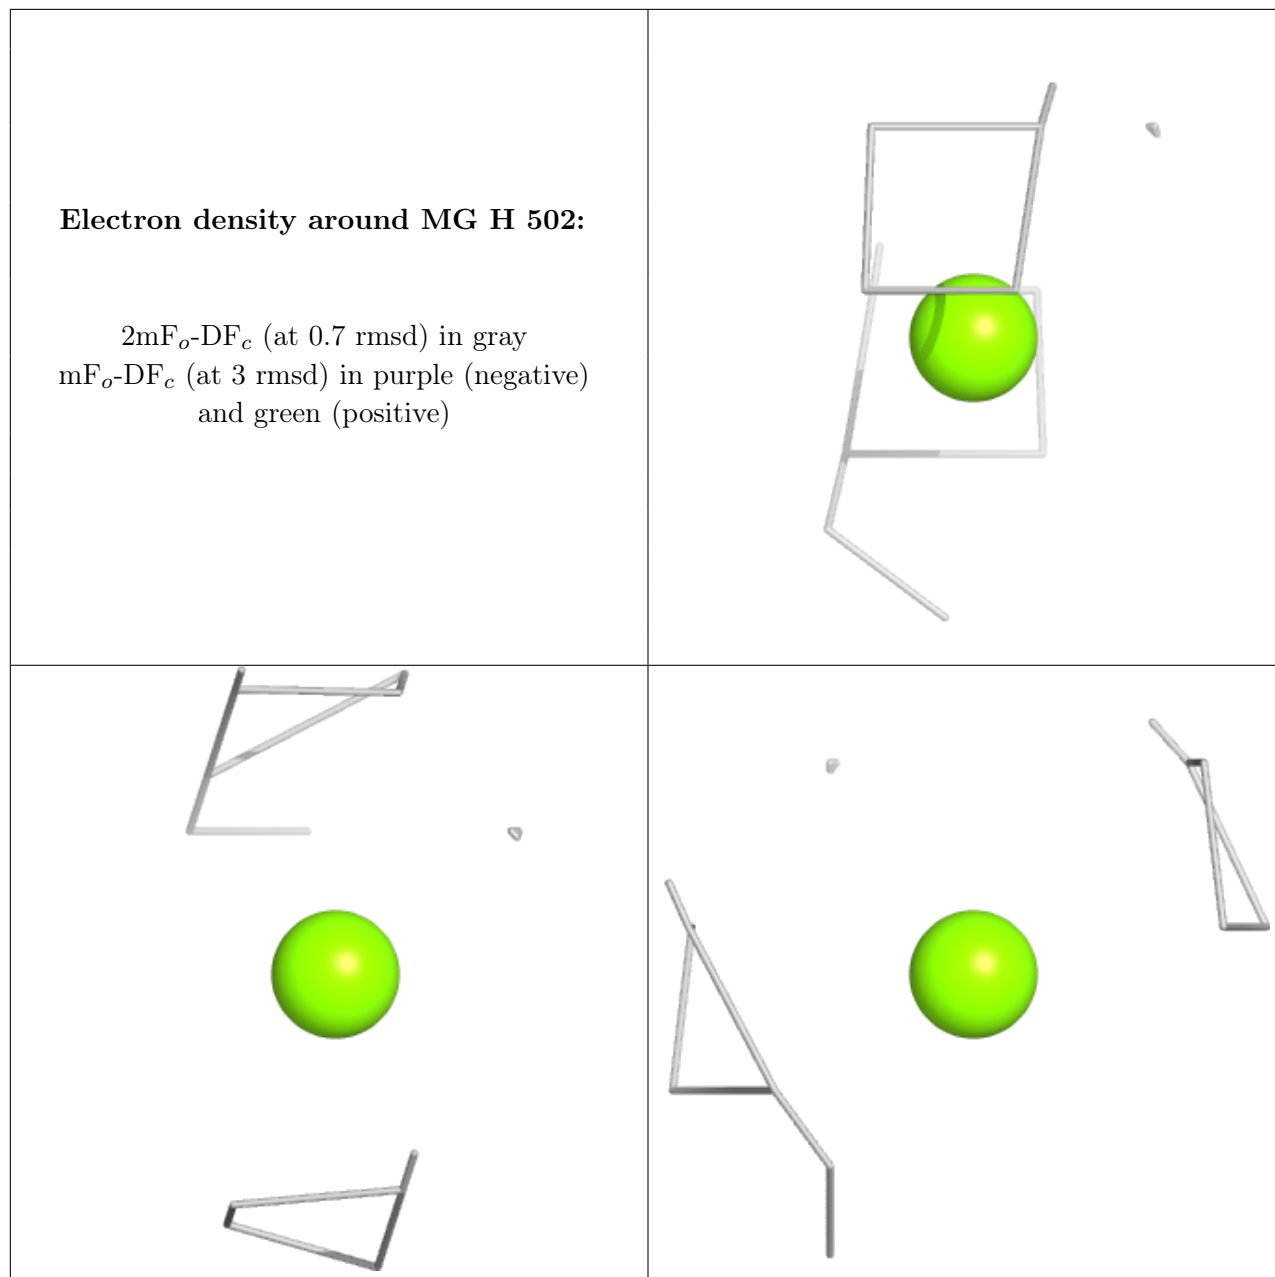 Electron density around MG H 502:
2mFₒ-DF𝒸 (at 0.7 rmsd) in gray
mFₒ-DF𝒸 (at 3 rmsd) in purple (negative)
and green (positive)